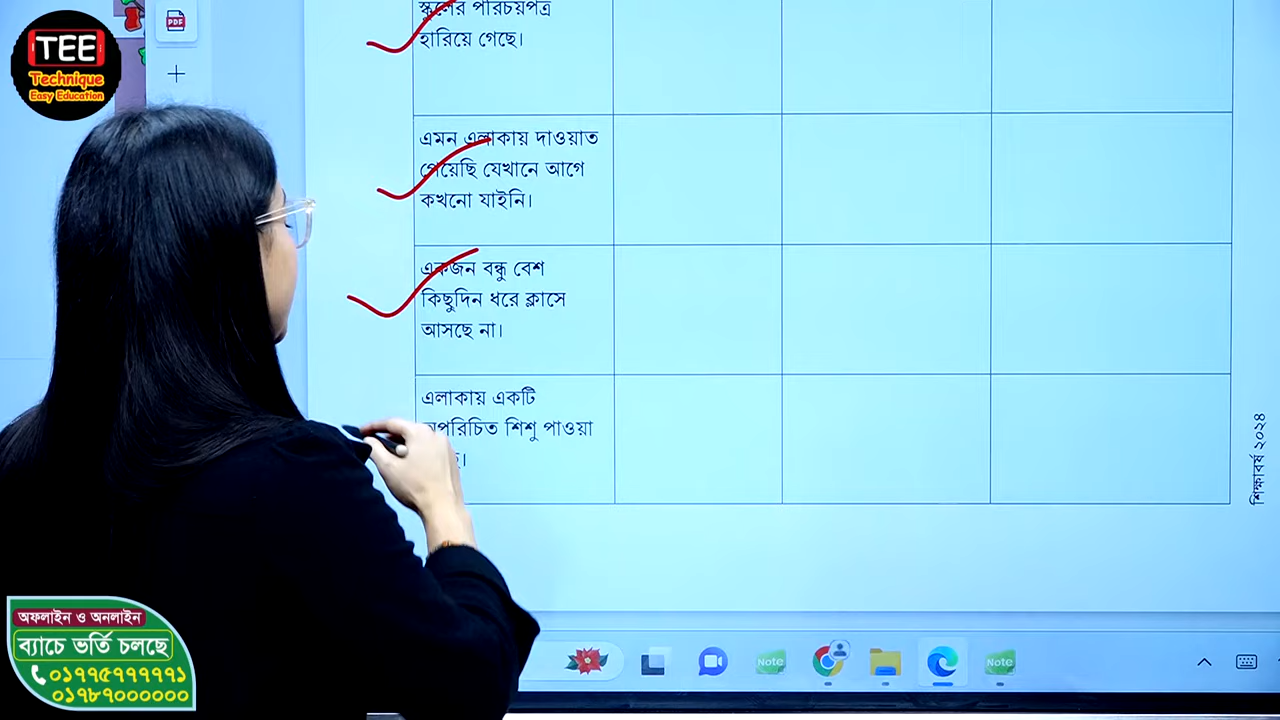 TEE
Technique
Easy Education
PDF
স্কুলের পরিচয়পত্র
হারিয়ে গেছে।
এমন এলাকায় দাওয়াত
পেয়েছি যেখানে আগে
কখনো যাইনি।
একজন বন্ধু বেশ
কিছুদিন ধরে ক্লাসে
আসছে না।
এলাকায় একটি
অপরিচিত শিশু পাওয়া
শিক্ষাবর্ষ ২০২৪
অফলাইন ও অনলাইন
ব্যাচে ভর্তি চলছে
০১৭৭৫৭৭৭৭৭১
০১৭৮৭০০০০০০
Note
Note